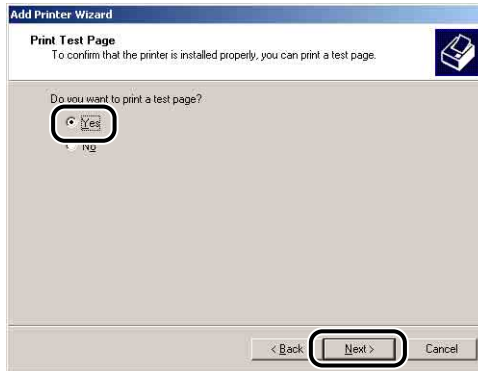 Add Printer Wizard
Print Test Page
To confirm that the printer is installed properly, you can print a test page.
Do you want to print a test page?
Yes
No
< Back Next > Cancel